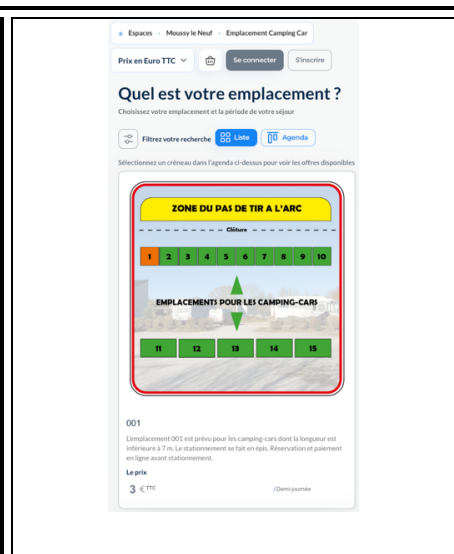 Espaces - Moussy le Neuf - Emplacement Camping Car
Prix en Euro TTC
Se connecter
S'inscrire
Quel est votre emplacement ?
Choisissez votre emplacement et la période de votre séjour
Filtrez votre recherche
Liste
Agenda
Sélectionnez un créneau dans l'agenda ci-dessus pour voir les offres disponibles
ZONE DU PAS DE TIR A L'ARC
Clôture
1 2 3 4 5 6 7 8 9 10
EMPLACEMENTS POUR LES CAMPING-CARS
11 12 13 14 15
001
L'emplacement 001 est prévu pour les camping-cars dont la longueur est
inférieure à 7 m. Le stationnement se fait en épis. Réservation et paiement
en ligne avant stationnement.
Le prix
3 €TTC /Demi-journée